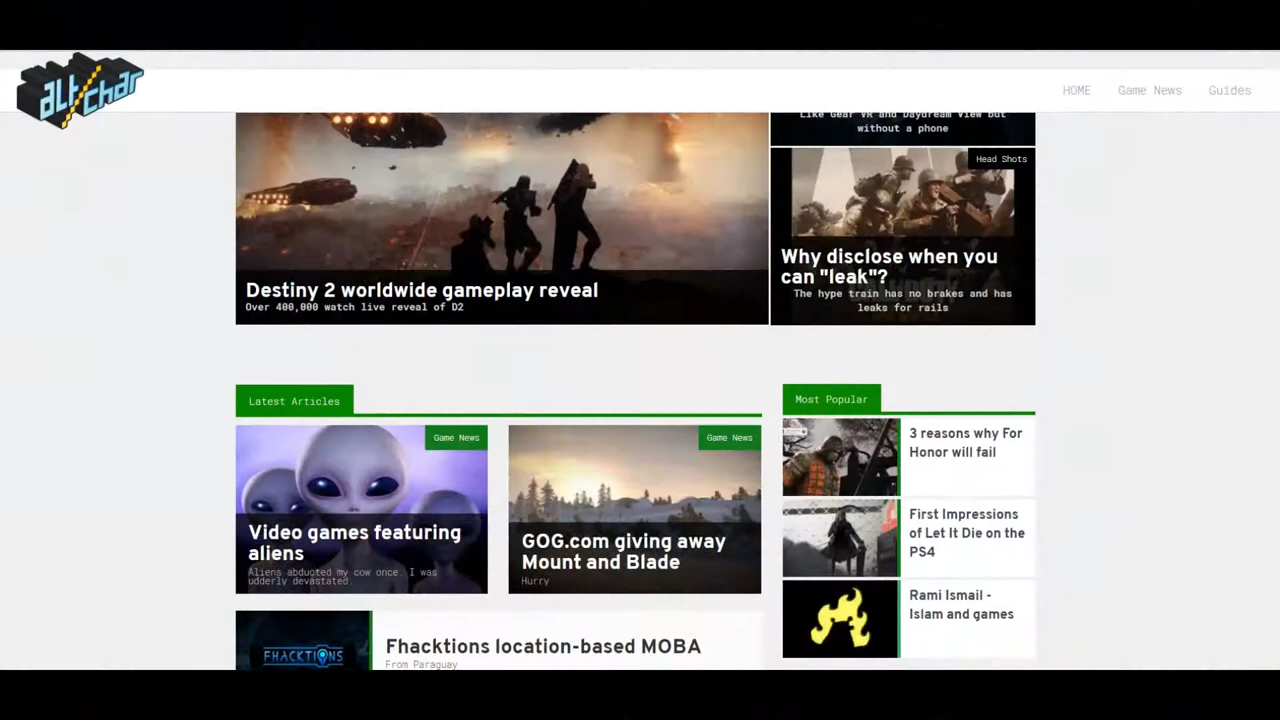 alt/char
HOME
Game News
Guides
Like Gear VR and Daydream View but
without a phone
Head Shots
Why disclose when you
can "leak"?
The hype train has no brakes and has
leaks for rails
Destiny 2 worldwide gameplay reveal
Over 400,000 watch live reveal of D2
Latest Articles
Game News
Video games featuring
aliens
Aliens abducted my cow once. I was
udderly devastated.
Game News
GOG.com giving away
Mount and Blade
Hurry
FHACKTIONS
Fhacktions location-based MOBA
From Paraguay
Most Popular
3 reasons why For
Honor will fail
First Impressions
of Let It Die on the
PS4
Rami Ismail -
Islam and games